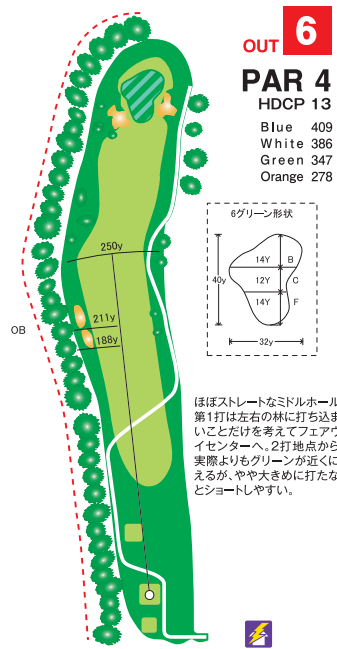 OUT 6
PAR 4
HDCP 13
Blue 409
White 386
Green 347
Orange 278
6グリーン形状
14Y B
40y 12Y C
14Y F
32y
250y
211y
188y
OB
ほぼストレートなミドルホール
第1打は左右の林に打ち込ま
いことだけを考えてフェアウ
イセンターへ。2打地点から
実際よりもグリーンが近くに
えるが、やや大きめに打たな
とショートしやすい。